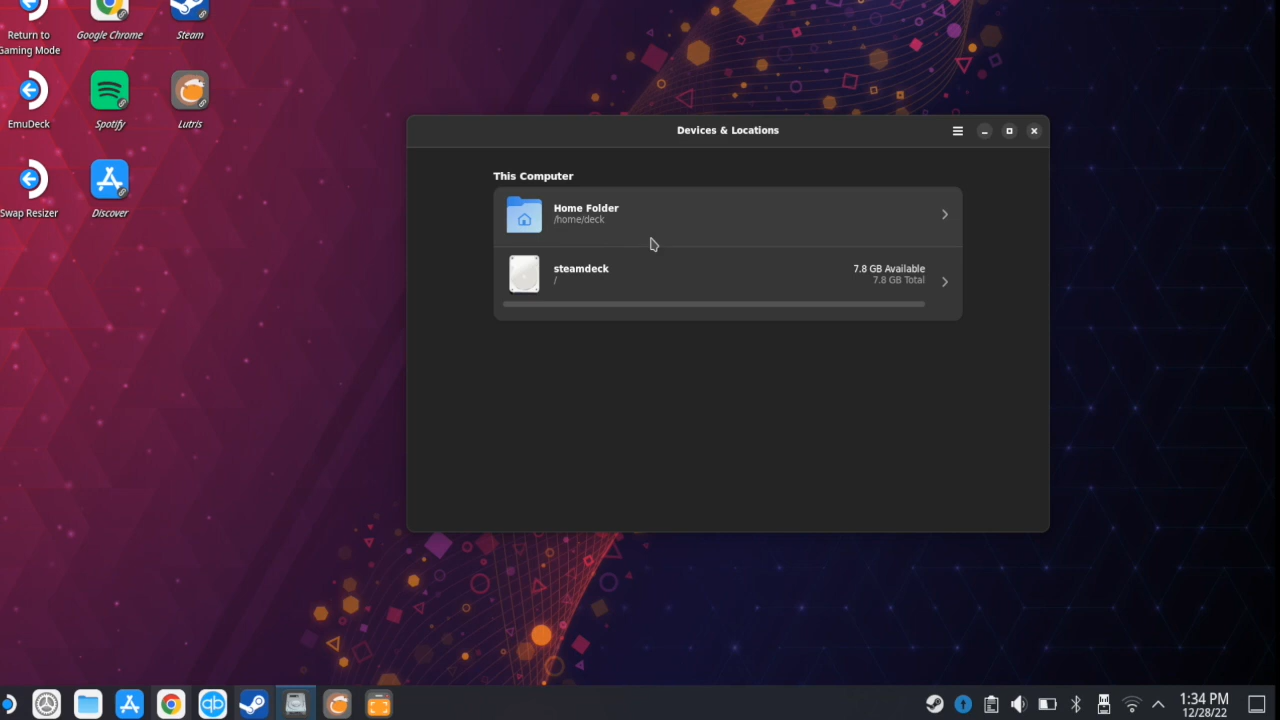 Return to
Gaming Mode
Google Chrome
Steam
EmuDeck
Spotify
Lutris
Swap Resizer
Discover
Devices & Locations
This Computer
Home Folder
/home/deck
steamdeck
/
7.8 GB Available
7.8 GB Total
qb
1:34 PM
12/28/22